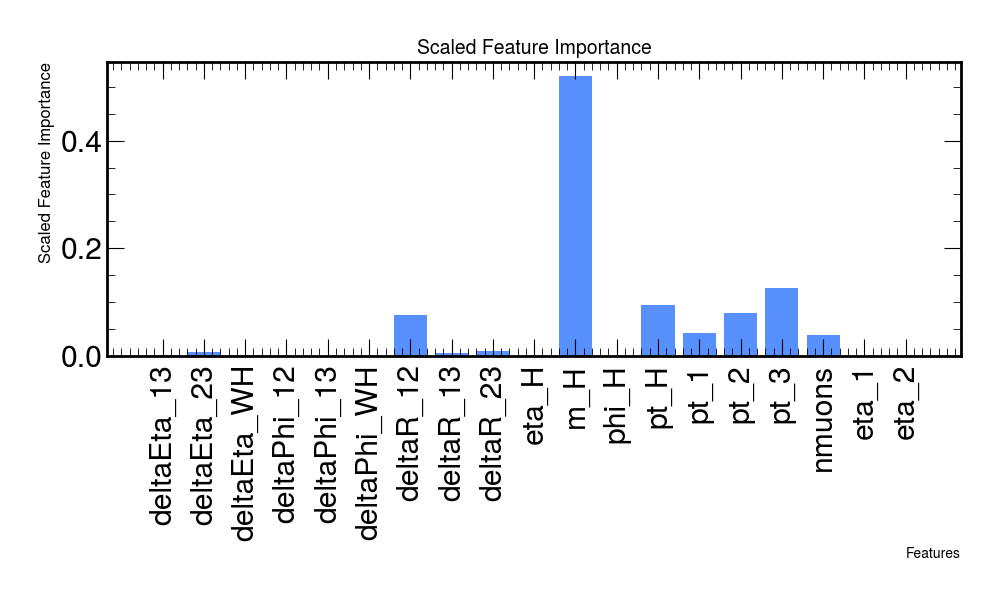 Scaled Feature Importance
Scaled Feature Importance
0.4
0.2
0.0
deltaEta_13
deltaEta_23
deltaEta_WH
deltaPhi_12
deltaPhi_13
deltaPhi_WH
deltaR_12
deltaR_13
deltaR_23
eta_H
m_H
phi_H
pt_H
pt_1
pt_2
pt_3
nmuons
eta_1
eta_2
Features